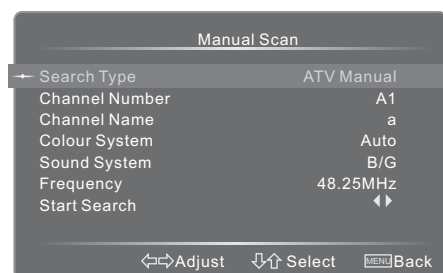 Manual Scan
Search Type ATV Manual
Channel Number A1
Channel Name a
Colour System Auto
Sound System B/G
Frequency 48.25MHz
Start Search
Adjust Select MENU Back